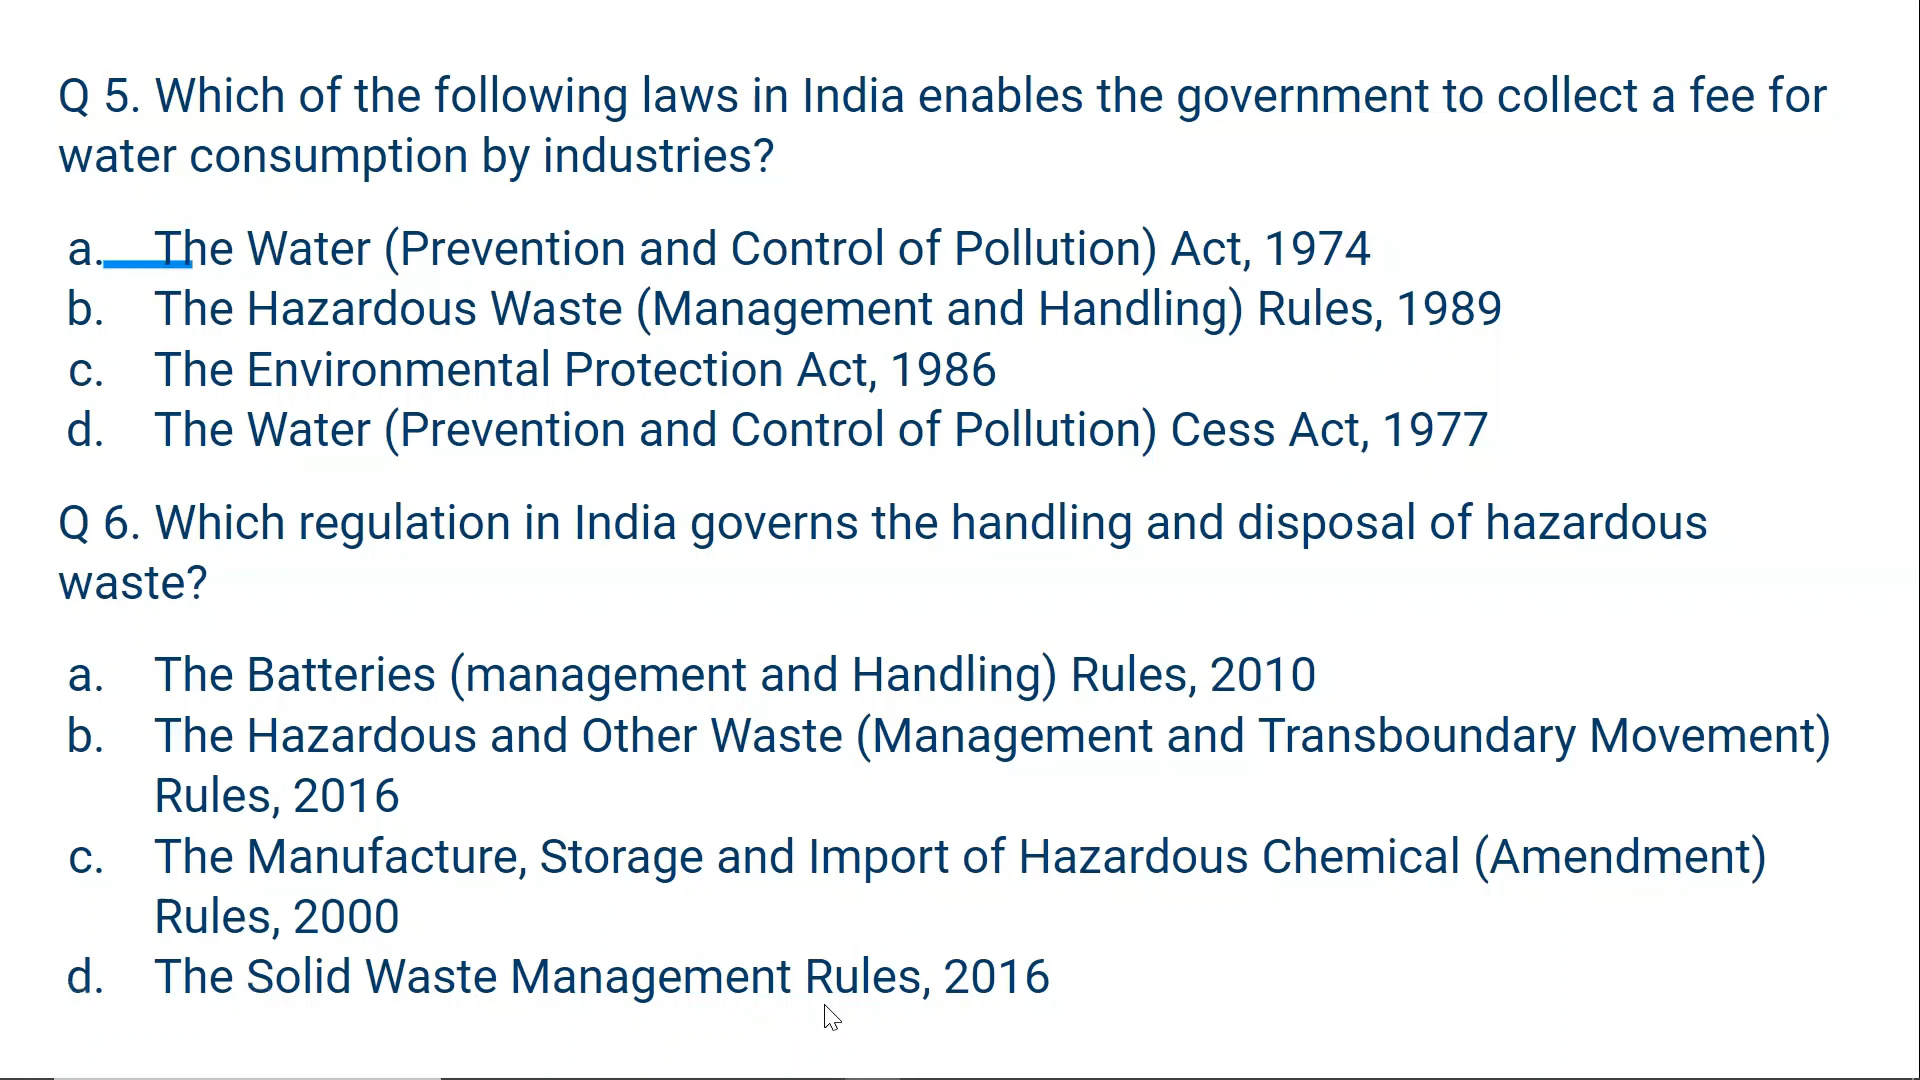 Q 5. Which of the following laws in India enables the government to collect a fee for
water consumption by industries?
a. The Water (Prevention and Control of Pollution) Act, 1974
b. The Hazardous Waste (Management and Handling) Rules, 1989
c. The Environmental Protection Act, 1986
d. The Water (Prevention and Control of Pollution) Cess Act, 1977
Q 6. Which regulation in India governs the handling and disposal of hazardous
waste?
a. The Batteries (management and Handling) Rules, 2010
b. The Hazardous and Other Waste (Management and Transboundary Movement)
Rules, 2016
c. The Manufacture, Storage and Import of Hazardous Chemical (Amendment)
Rules, 2000
d. The Solid Waste Management Rules, 2016